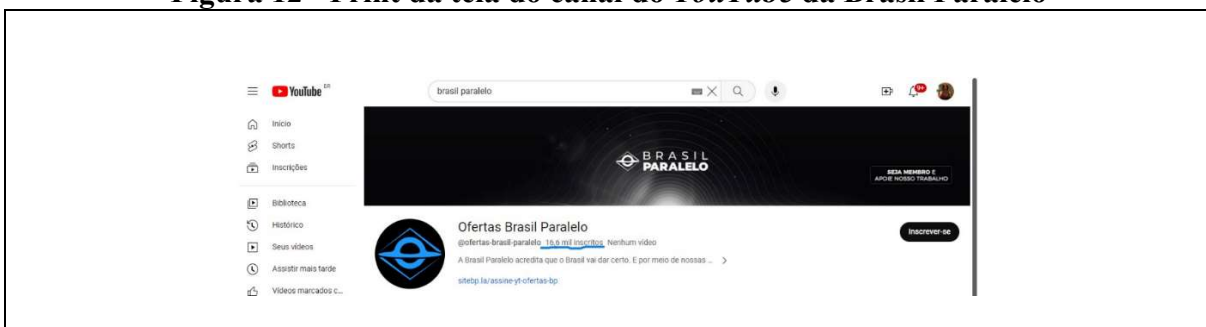 Figura 12 - Print da tela do canal do YouTube da Brasil Paralelo
YouTube BR
brasil paralelo
9+
Início
Shorts
Inscrições
BRASIL
PARALELO
SEJA MEMBRO E
APOIE NOSSO TRABALHO
Biblioteca
Histórico
Seus vídeos
Assistir mais tarde
Vídeos marcados c...
Ofertas Brasil Paralelo
@ofertas-brasil-paralelo 16,6 mil inscritos Nenhum vídeo
A Brasil Paralelo acredita que o Brasil vai dar certo. E por meio de nossas ...
sitebp.la/assine-yt-ofertas-bp
Inscrever-se